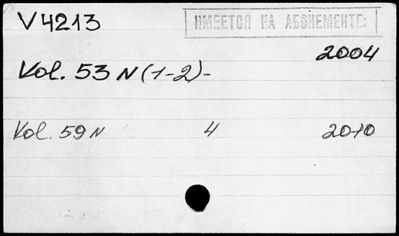 V4213
ИМЕЕТСЯ НА АБОНЕМЕНТЕ:
2004
Vol. 53 N (1-2)-
Vol. 59 N 4 2010